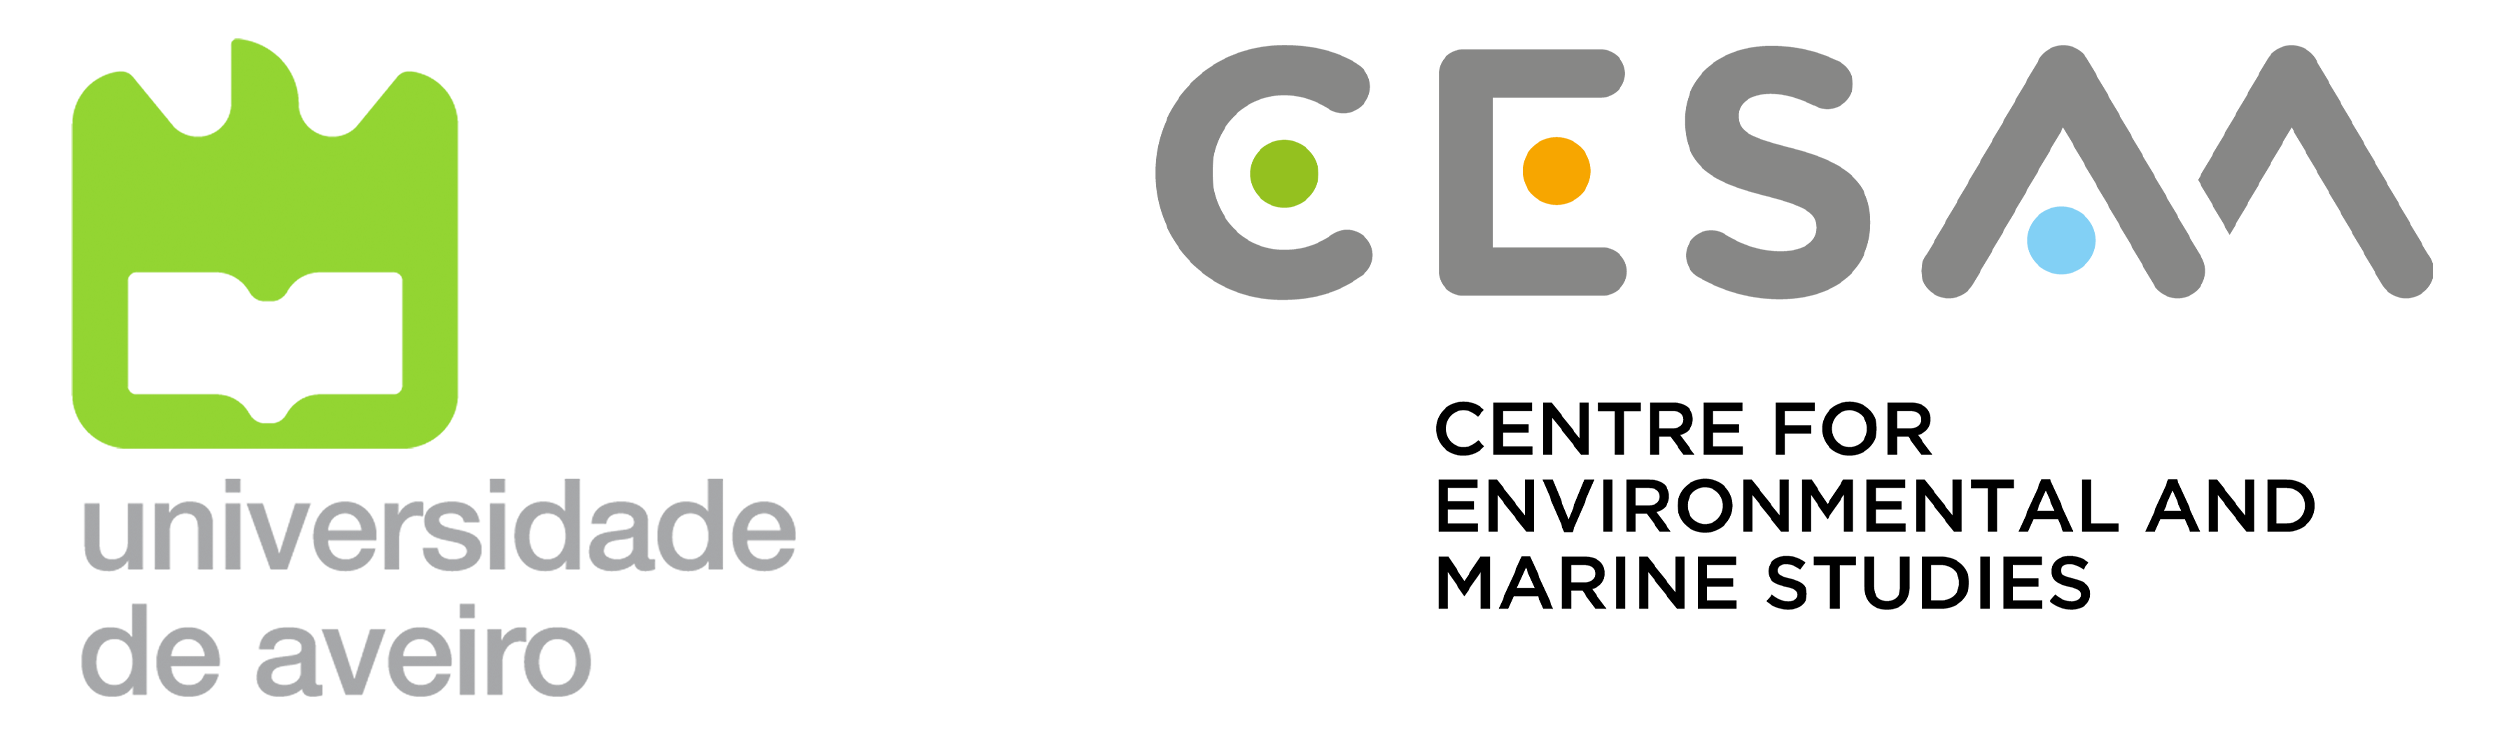 universidade
de aveiro
CESAM
CENTRE FOR
ENVIRONMENTAL AND
MARINE STUDIES